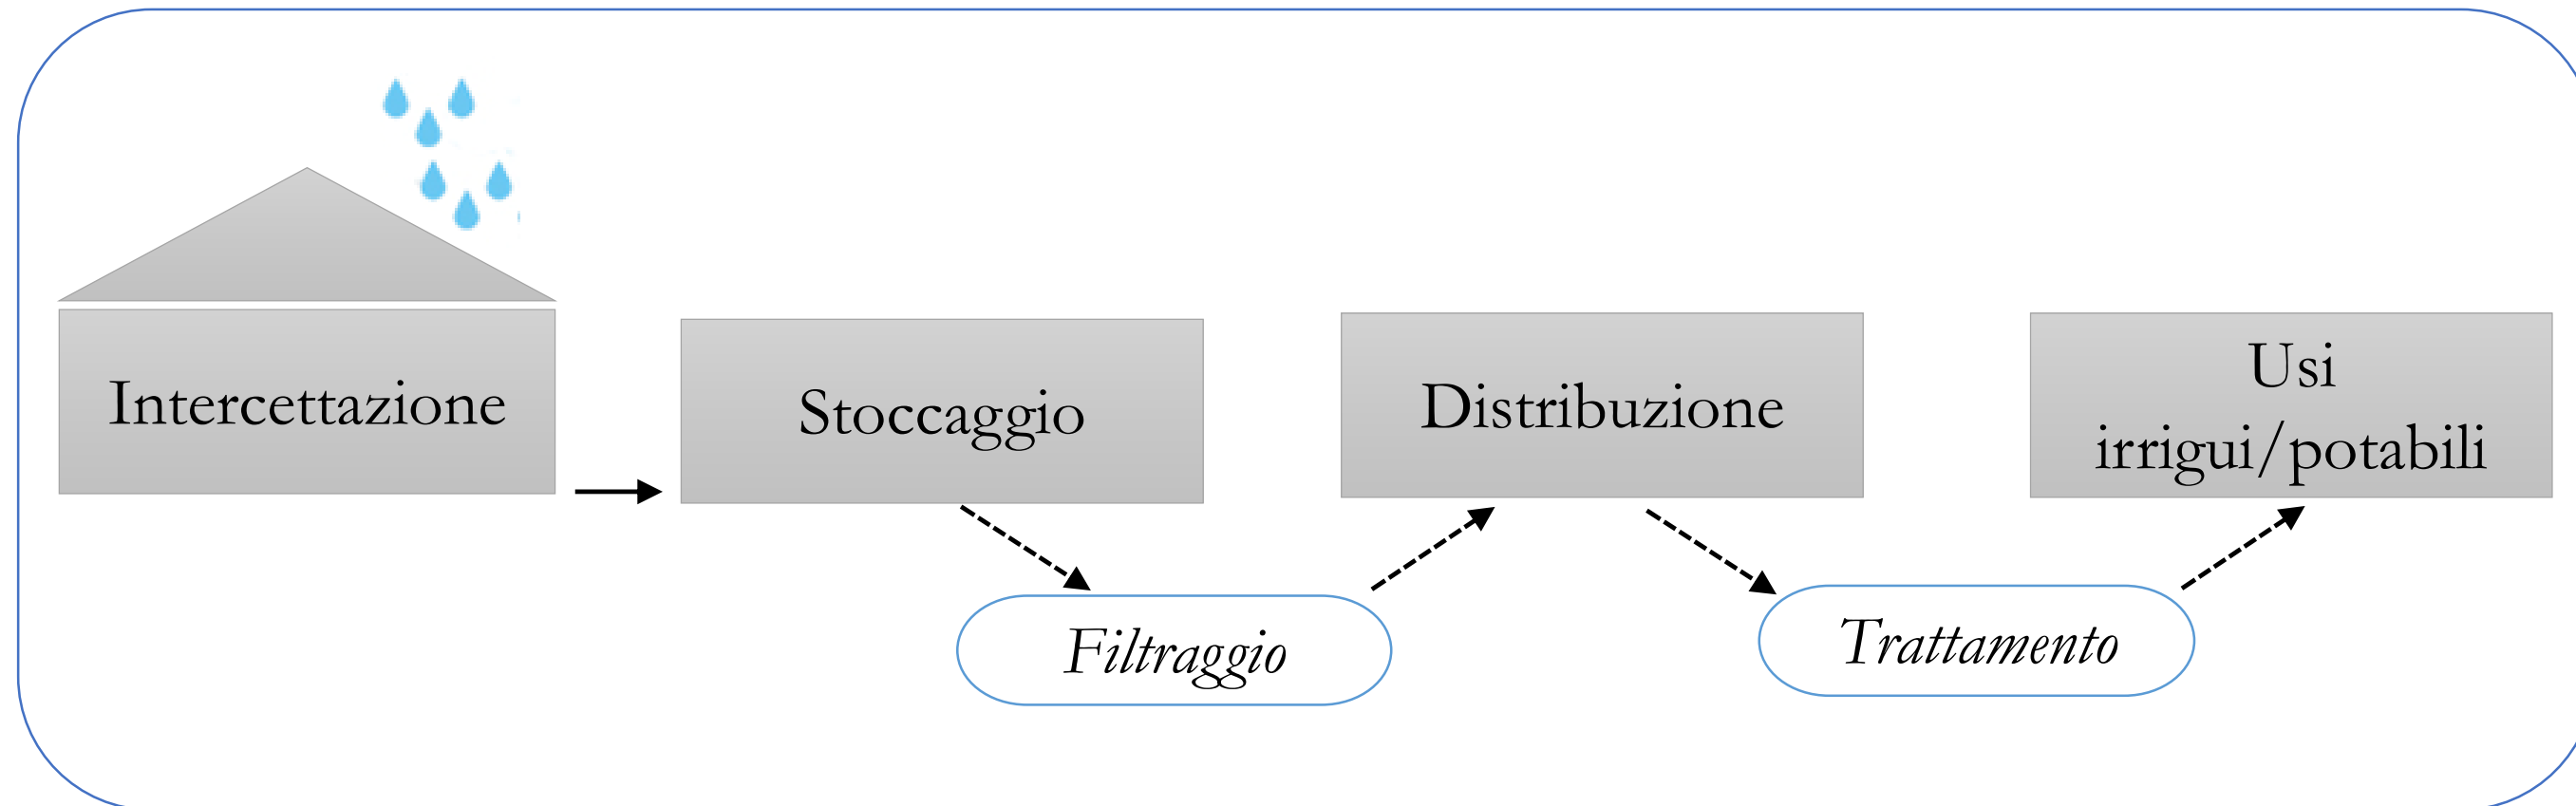 Intercettazione
Stoccaggio
Distribuzione
Usi
irrigui/potabili
Filtraggio
Trattamento